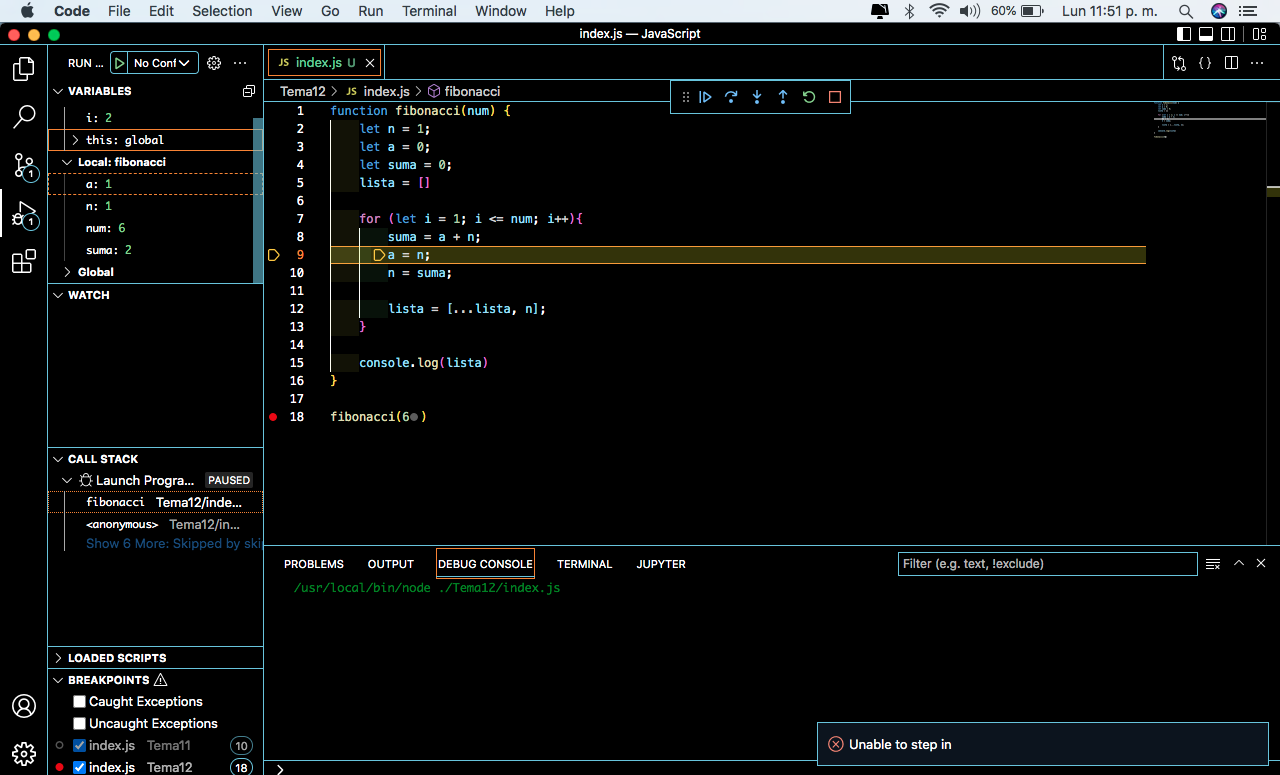 Code File Edit Selection View Go Run Terminal Window Help 60% Lun 11:51 p. m.
index.js — JavaScript
RUN ... No Conf ...
JS index.js U
VARIABLES
Tema12 > JS index.js > fibonacci
i: 2
this: global
Local: fibonacci
a: 1
n: 1
num: 6
suma: 2
Global
WATCH
1 function fibonacci(num) {
2 let n = 1;
3 let a = 0;
4 let suma = 0;
5 lista = []
6
7 for (let i = 1; i <= num; i++){
8 suma = a + n;
9 a = n;
10 n = suma;
11
12 lista = [...lista, n];
13 }
14
15 console.log(lista)
16 }
17
18 fibonacci(6)
CALL STACK
Launch Progra... PAUSED
fibonacci Tema12/inde...
<anonymous> Tema12/in...
Show 6 More: Skipped by ski
PROBLEMS OUTPUT DEBUG CONSOLE TERMINAL JUPYTER Filter (e.g. text, !exclude)
/usr/local/bin/node ./Tema12/index.js
LOADED SCRIPTS
BREAKPOINTS
Caught Exceptions
Uncaught Exceptions
index.js Tema11 10
index.js Tema12 18
1
1
Unable to step in
>